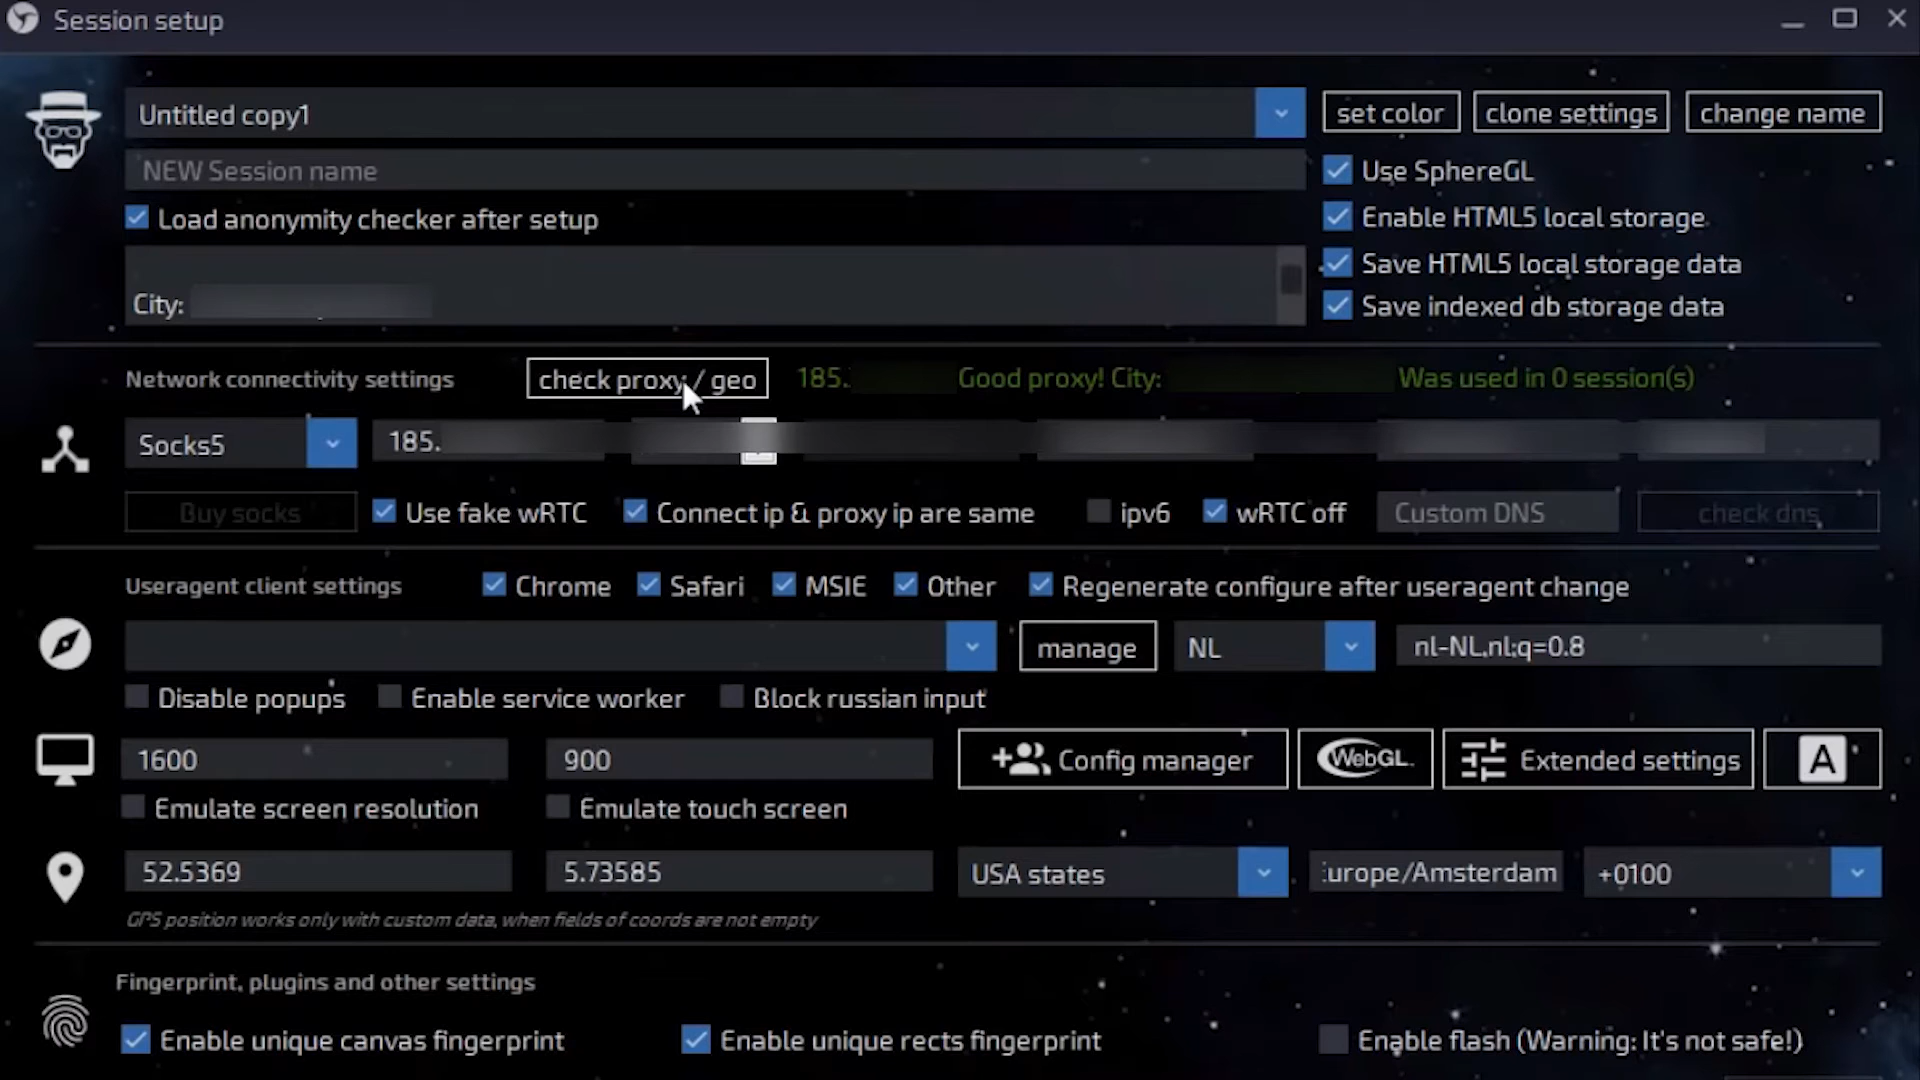 Session setup
Untitled copy1
set color
clone settings
change name
NEW Session name
Use SphereGL
Load anonymity checker after setup
Enable HTML5 local storage
Save HTML5 local storage data
City:
Save indexed db storage data
Network connectivity settings
check proxy / geo
185.
Good proxy! City:
Was used in 0 session(s)
Socks5
185.
Buy socks
Use fake wRTC
Connect ip & proxy ip are same
ipv6
wRTC off
Custom DNS
check dns
Useragent client settings
Chrome
Safari
MSIE
Other
Regenerate configure after useragent change
manage
NL
nl-NL,nl;q=0.8
Disable popups
Enable service worker
Block russian input
1600
900
Config manager
WebGL
Extended settings
A
Emulate screen resolution
Emulate touch screen
52.5369
5.73585
USA states
urope/Amsterdam
+0100
GPS position works only with custom data, when fields of coords are not empty
Fingerprint, plugins and other settings
Enable unique canvas fingerprint
Enable unique rects fingerprint
Enable flash (Warning: It's not safe!)